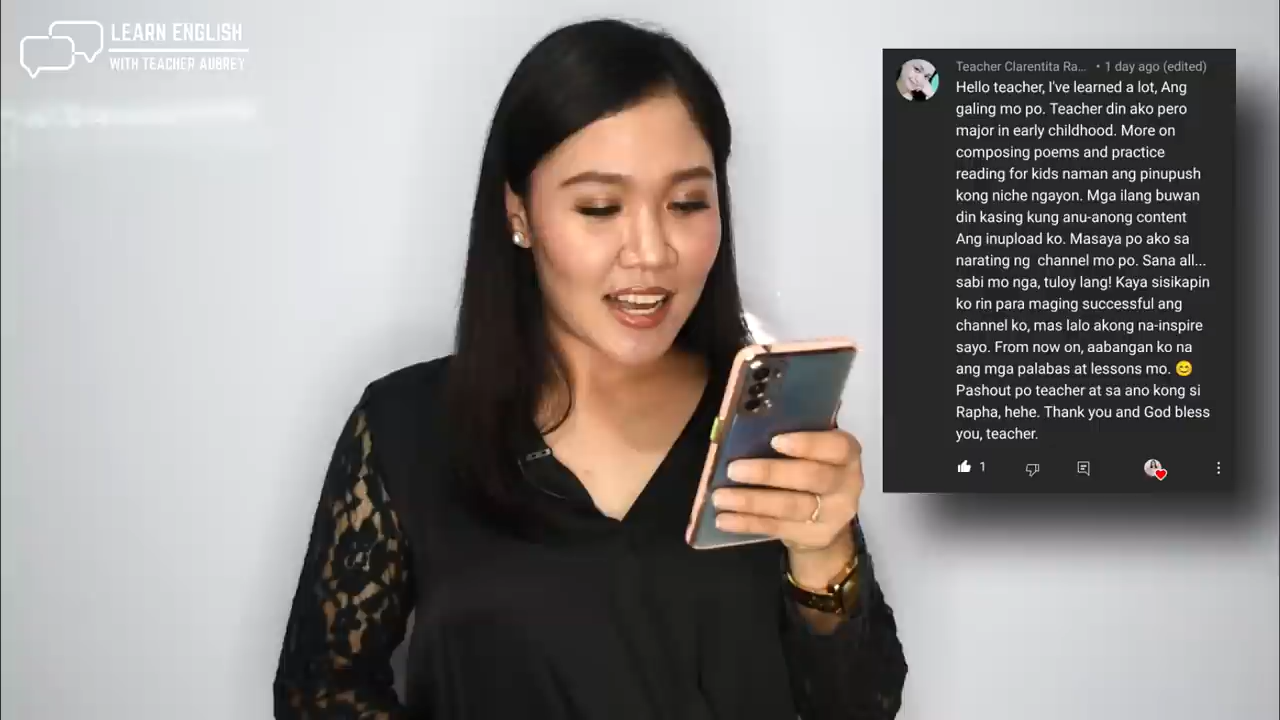 LEARN ENGLISH
WITH TEACHER AUBREY
Teacher Clarentita Ra... • 1 day ago (edited)
Hello teacher, I've learned a lot, Ang
galing mo po. Teacher din ako pero
major in early childhood. More on
composing poems and practice
reading for kids naman ang pinupush
kong niche ngayon. Mga ilang buwan
din kasing kung anu-anong content
Ang inupload ko. Masaya po ako sa
narating ng channel mo po. Sana all...
sabi mo nga, tuloy lang! Kaya sisikapin
ko rin para maging successful ang
channel ko, mas lalo akong na-inspire
sayo. From now on, aabangan ko na
ang mga palabas at lessons mo. 😊
Pashout po teacher at sa ano kong si
Rapha, hehe. Thank you and God bless
you, teacher.
1